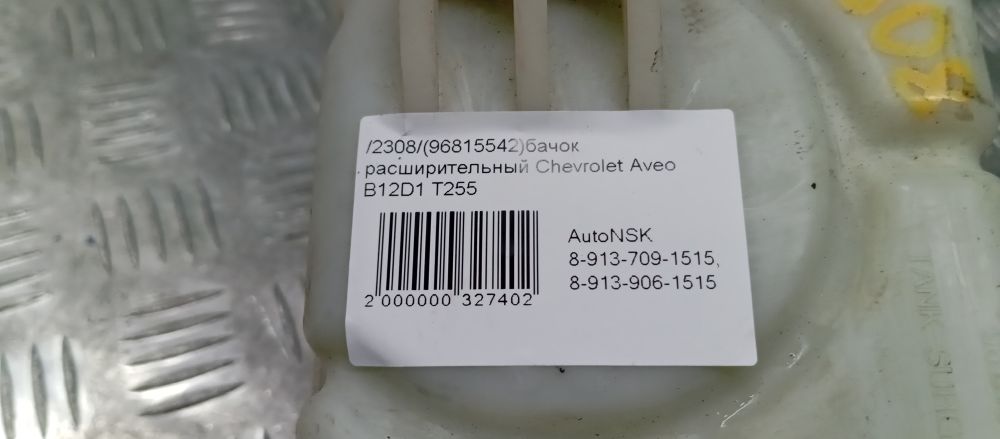 /2308/(96815542)бачок
расширительный Chevrolet Aveo
B12D1 T255
AutoNSK
8-913-709-1515,
8-913-906-1515
2 000000 327402
TANK